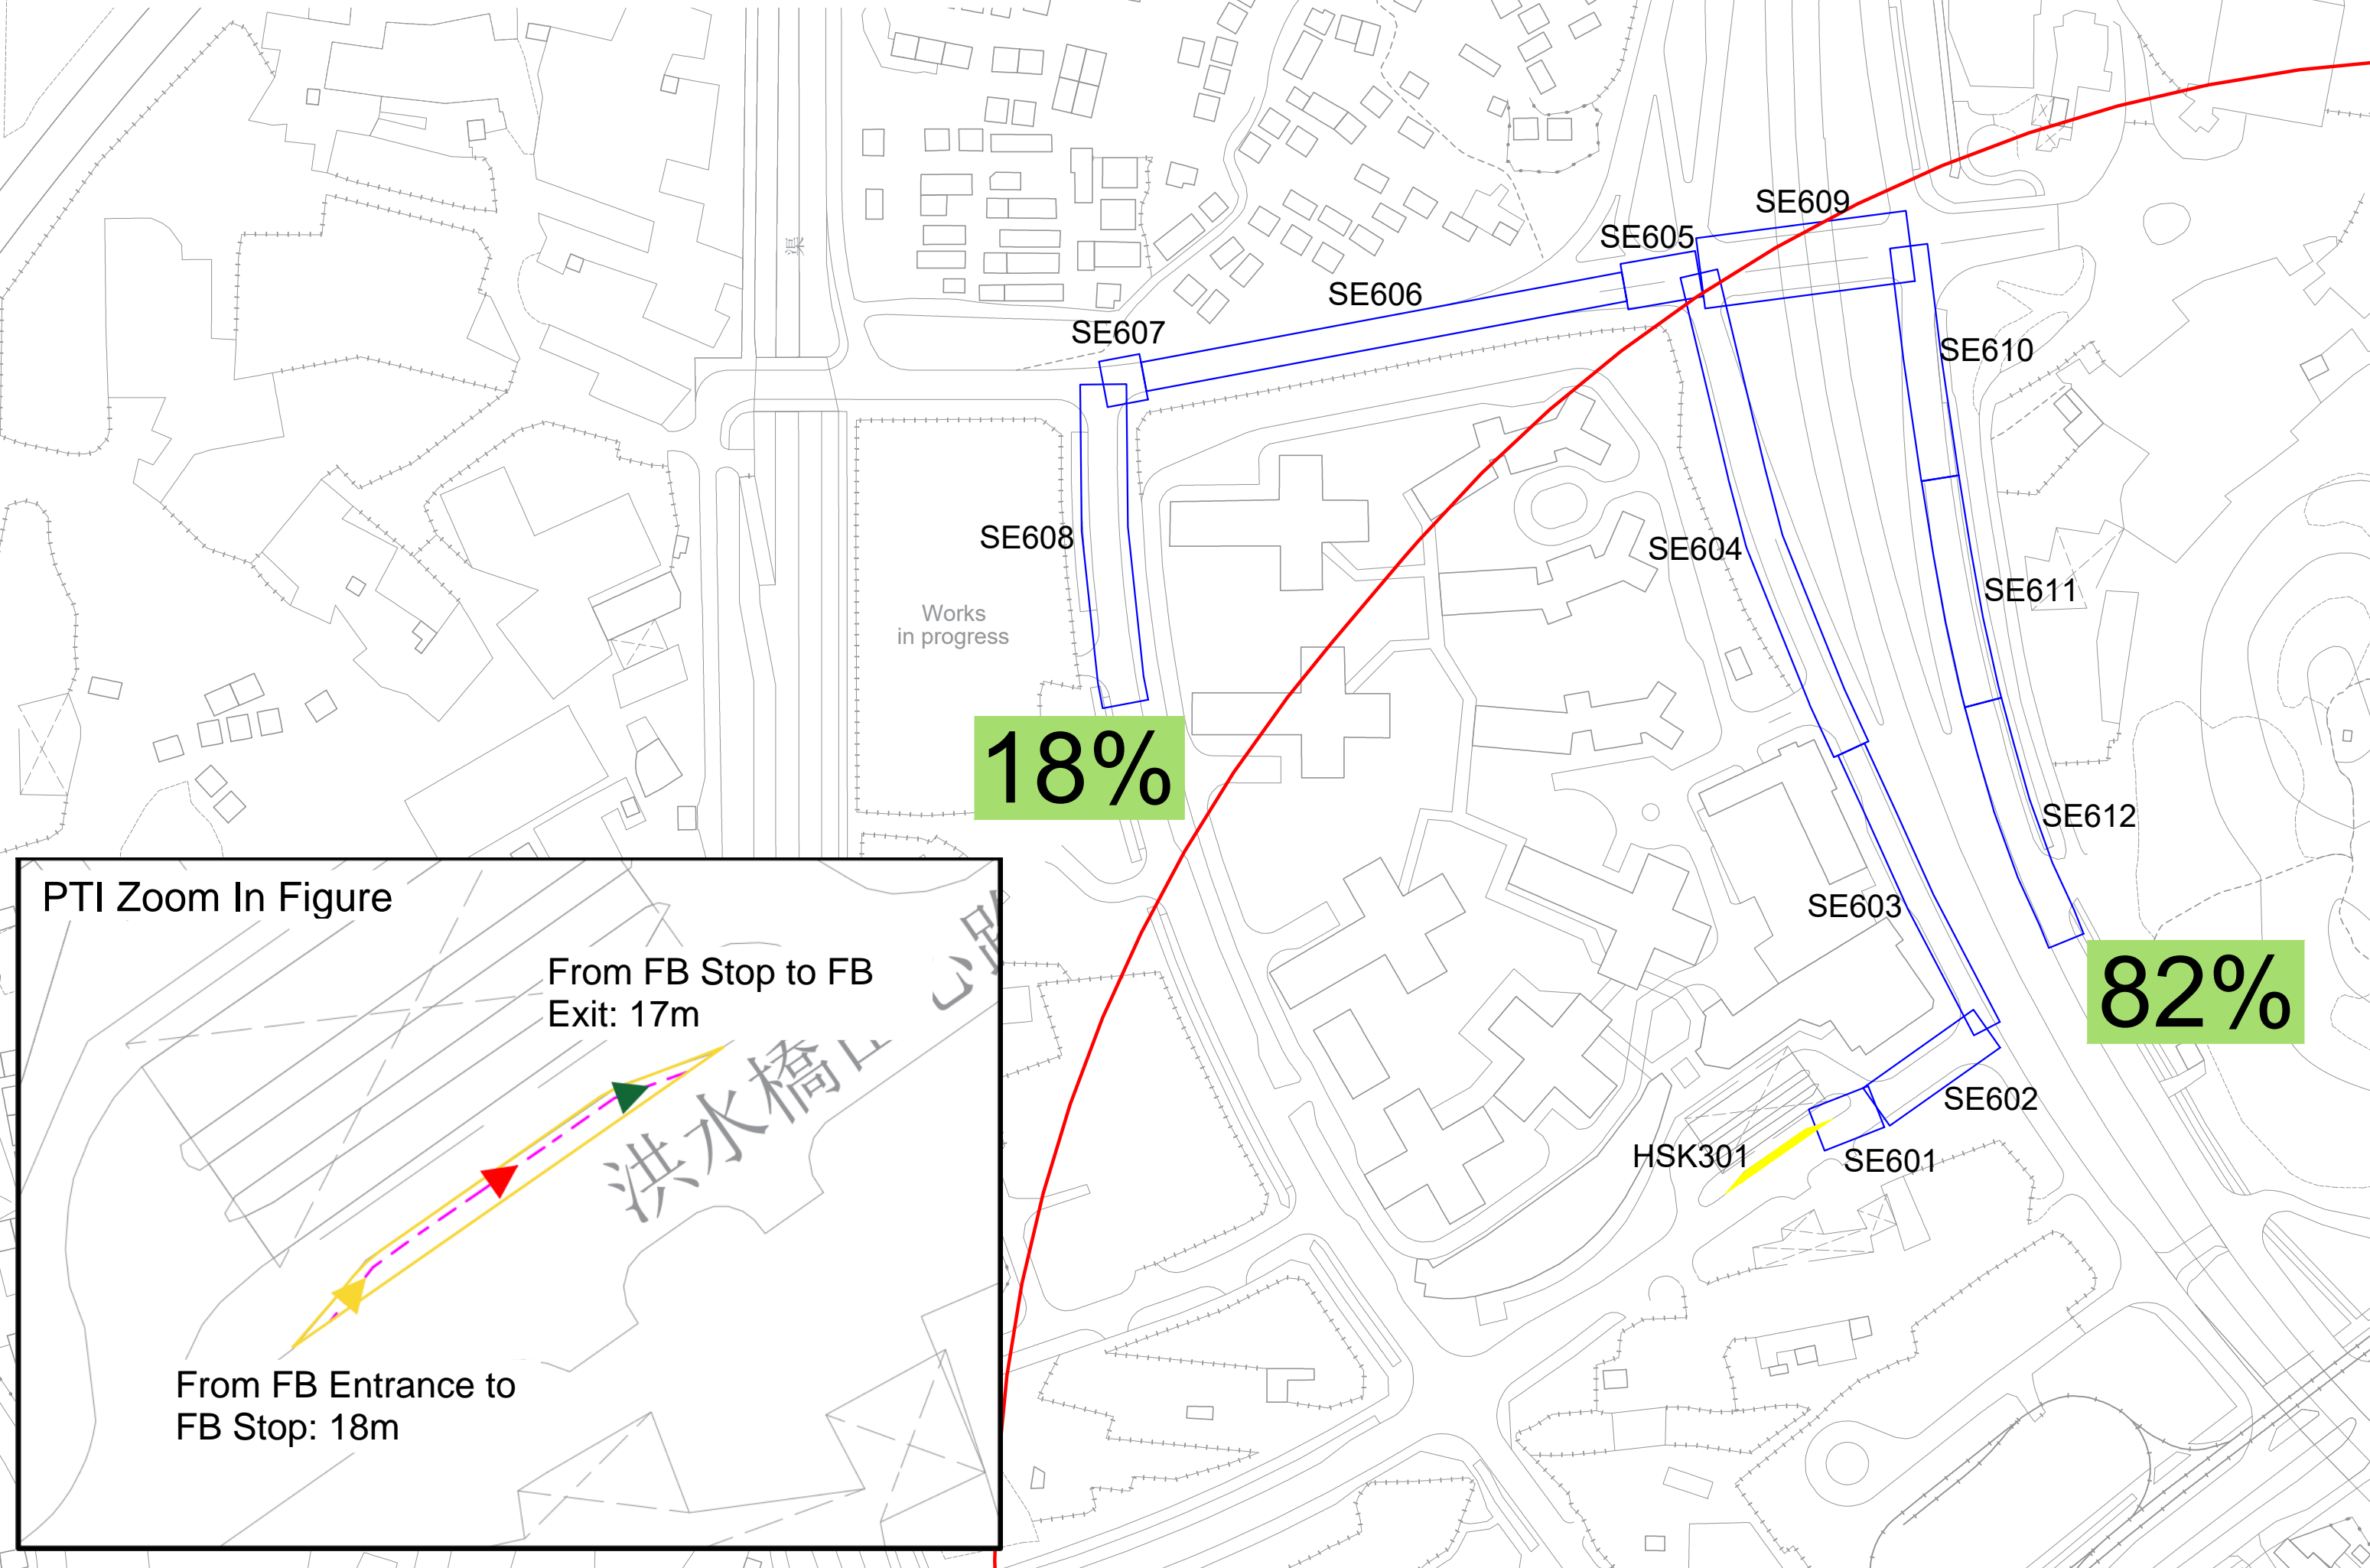 SE609
SE605
SE606
SE607
SE610
SE608
SE604
SE611
Works
in progress
18%
SE612
SE603
82%
SE602
HSK301
SE601
PTI Zoom In Figure
From FB Stop to FB
Exit: 17m
洪水橋
From FB Entrance to
FB Stop: 18m